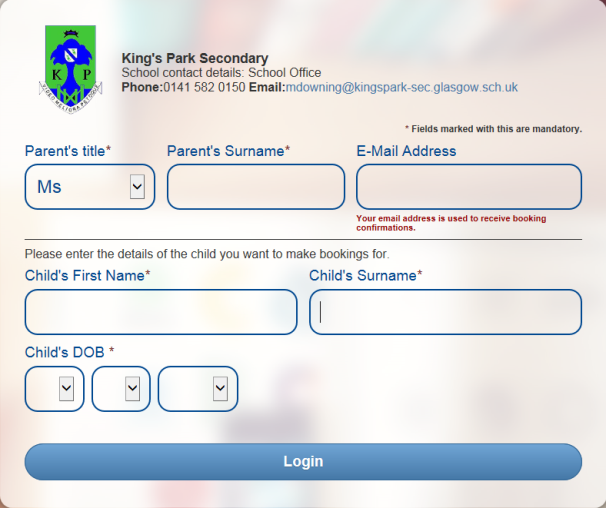 K P
King's Park Secondary
School contact details: School Office
Phone:0141 582 0150 Email:mdowning@kingspark-sec.glasgow.sch.uk
* Fields marked with this are mandatory.
Parent's title* Parent's Surname* E-Mail Address
Ms
Your email address is used to receive booking
confirmations.
Please enter the details of the child you want to make bookings for.
Child's First Name* Child's Surname*
Child's DOB *
Login